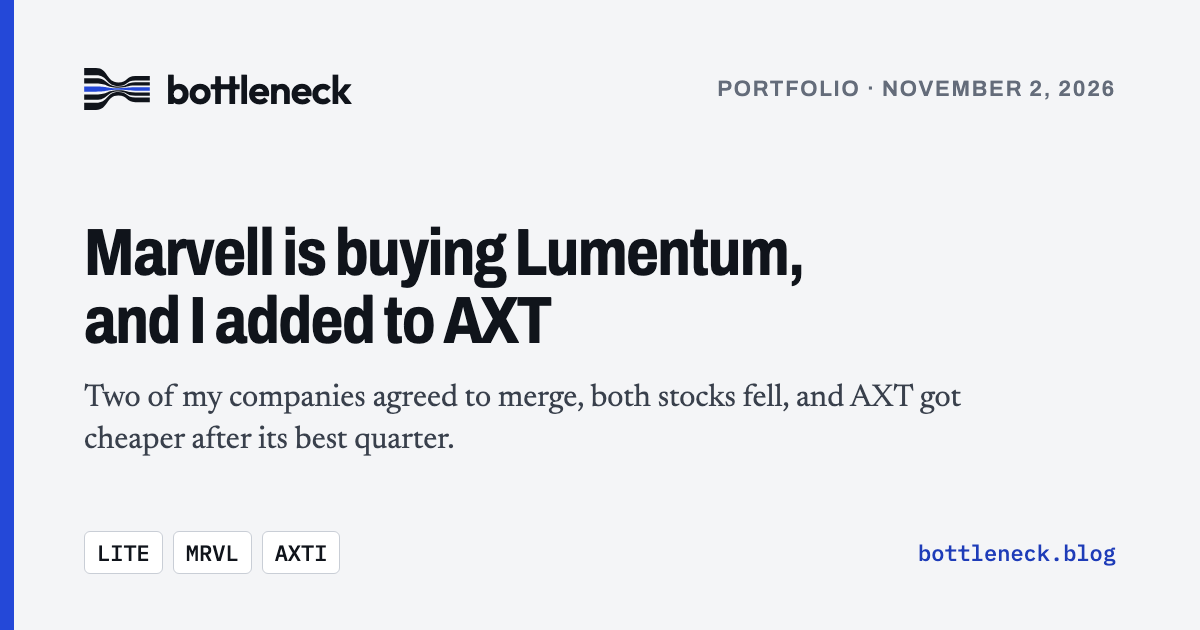 bottleneck
PORTFOLIO · NOVEMBER 2, 2026
Marvell is buying Lumentum,
and I added to AXT
Two of my companies agreed to merge, both stocks fell, and AXT got
cheaper after its best quarter.
LITE MRVL AXTI
bottleneck.blog